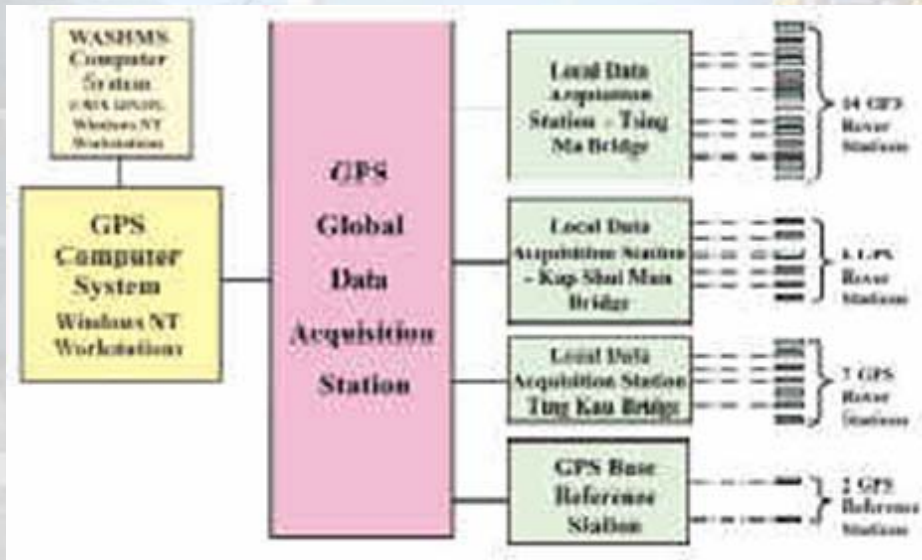 WASHMS
Computer
System
Windows NT
Workstations
GPS
Computer
System
Windows NT
Workstations
GPS
Global
Data
Acquisition
Station
Local Data
Acquisition
Station - Tsing
Ma Bridge
14 GPS
Rover
Stations
Local Data
Acquisition Station
- Kap Shui Mun
Bridge
6 GPS
Rover
Stations
Local Data
Acquisition Station
Ting Kau Bridge
7 GPS
Rover
Stations
GPS Base
Reference
Station
2 GPS
Reference
Stations